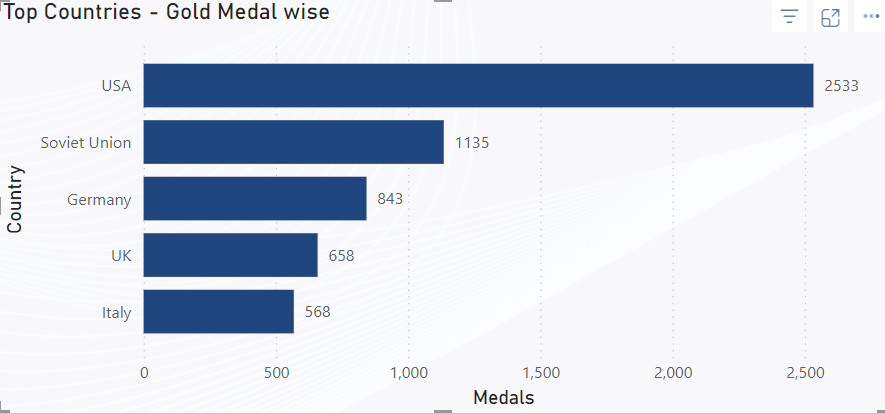 Top Countries - Gold Medal wise
Country
USA 2533
Soviet Union 1135
Germany 843
UK 658
Italy 568
0 500 1,000 1,500 2,000 2,500
Medals